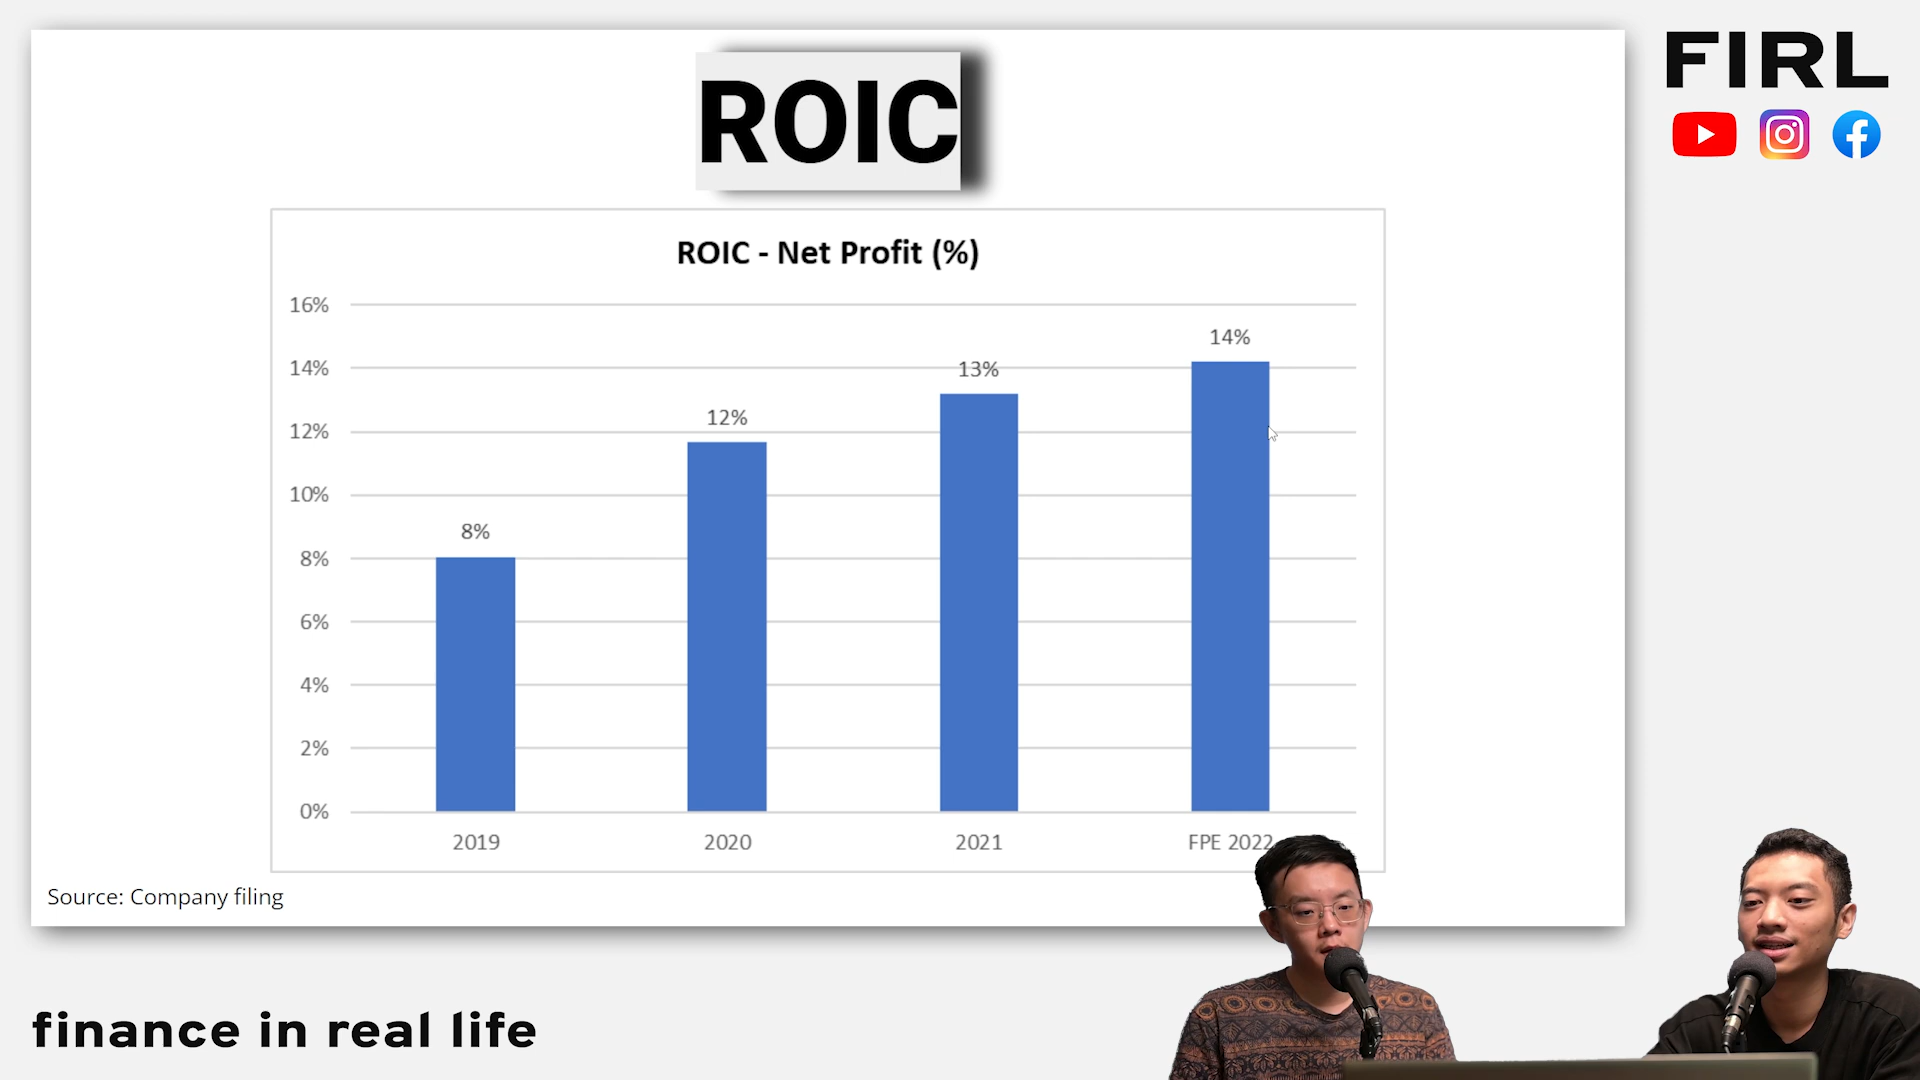 FIRL
ROIC
ROIC - Net Profit (%)
16%
14%
12%
10%
8%
6%
4%
2%
0%
8%
12%
13%
14%
2019
2020
2021
FPE 2022
Source: Company filing
finance in real life